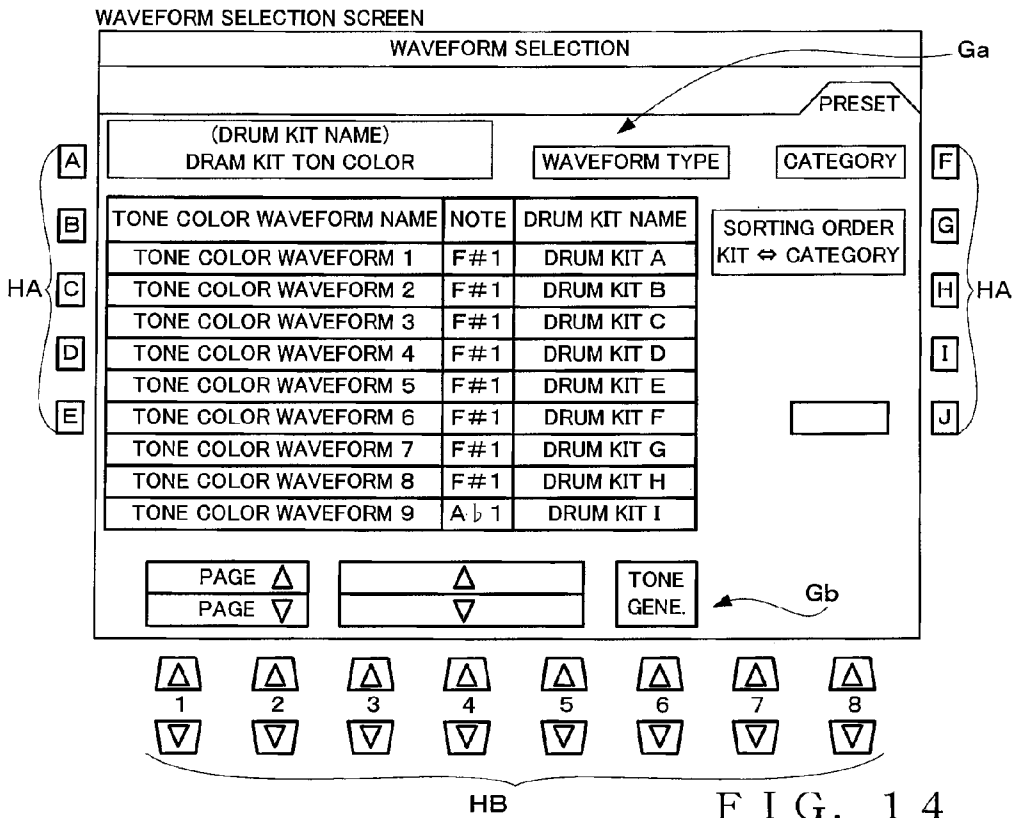 WAVEFORM SELECTION SCREEN
WAVEFORM SELECTION
Ga
PRESET
(DRUM KIT NAME)
DRAM KIT TON COLOR
WAVEFORM TYPE
CATEGORY
A
F
TONE COLOR WAVEFORM NAME NOTE DRUM KIT NAME
B
SORTING ORDER
KIT ⇔ CATEGORY
G
TONE COLOR WAVEFORM 1 F#1 DRUM KIT A
HA
C
TONE COLOR WAVEFORM 2 F#1 DRUM KIT B
H
HA
TONE COLOR WAVEFORM 3 F#1 DRUM KIT C
D
TONE COLOR WAVEFORM 4 F#1 DRUM KIT D
I
TONE COLOR WAVEFORM 5 F#1 DRUM KIT E
E
TONE COLOR WAVEFORM 6 F#1 DRUM KIT F
J
TONE COLOR WAVEFORM 7 F#1 DRUM KIT G
TONE COLOR WAVEFORM 8 F#1 DRUM KIT H
TONE COLOR WAVEFORM 9 A♭1 DRUM KIT I
PAGE △
PAGE ▽
△
▽
TONE
GENE.
Gb
△ △ △ △ △ △ △ △
1 2 3 4 5 6 7 8
▽ ▽ ▽ ▽ ▽ ▽ ▽ ▽
HB
FIG. 14